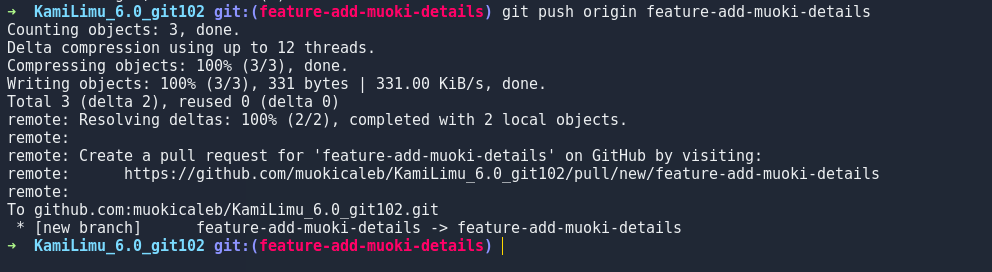 ➜  KamiLimu_6.0_git102 git:(feature-add-muoki-details) git push origin feature-add-muoki-details
Counting objects: 3, done.
Delta compression using up to 12 threads.
Compressing objects: 100% (3/3), done.
Writing objects: 100% (3/3), 331 bytes | 331.00 KiB/s, done.
Total 3 (delta 2), reused 0 (delta 0)
remote: Resolving deltas: 100% (2/2), completed with 2 local objects.
remote:
remote: Create a pull request for 'feature-add-muoki-details' on GitHub by visiting:
remote:      https://github.com/muokicaleb/KamiLimu_6.0_git102/pull/new/feature-add-muoki-details
remote:
To github.com:muokicaleb/KamiLimu_6.0_git102.git
 * [new branch]      feature-add-muoki-details -> feature-add-muoki-details
➜  KamiLimu_6.0_git102 git:(feature-add-muoki-details)